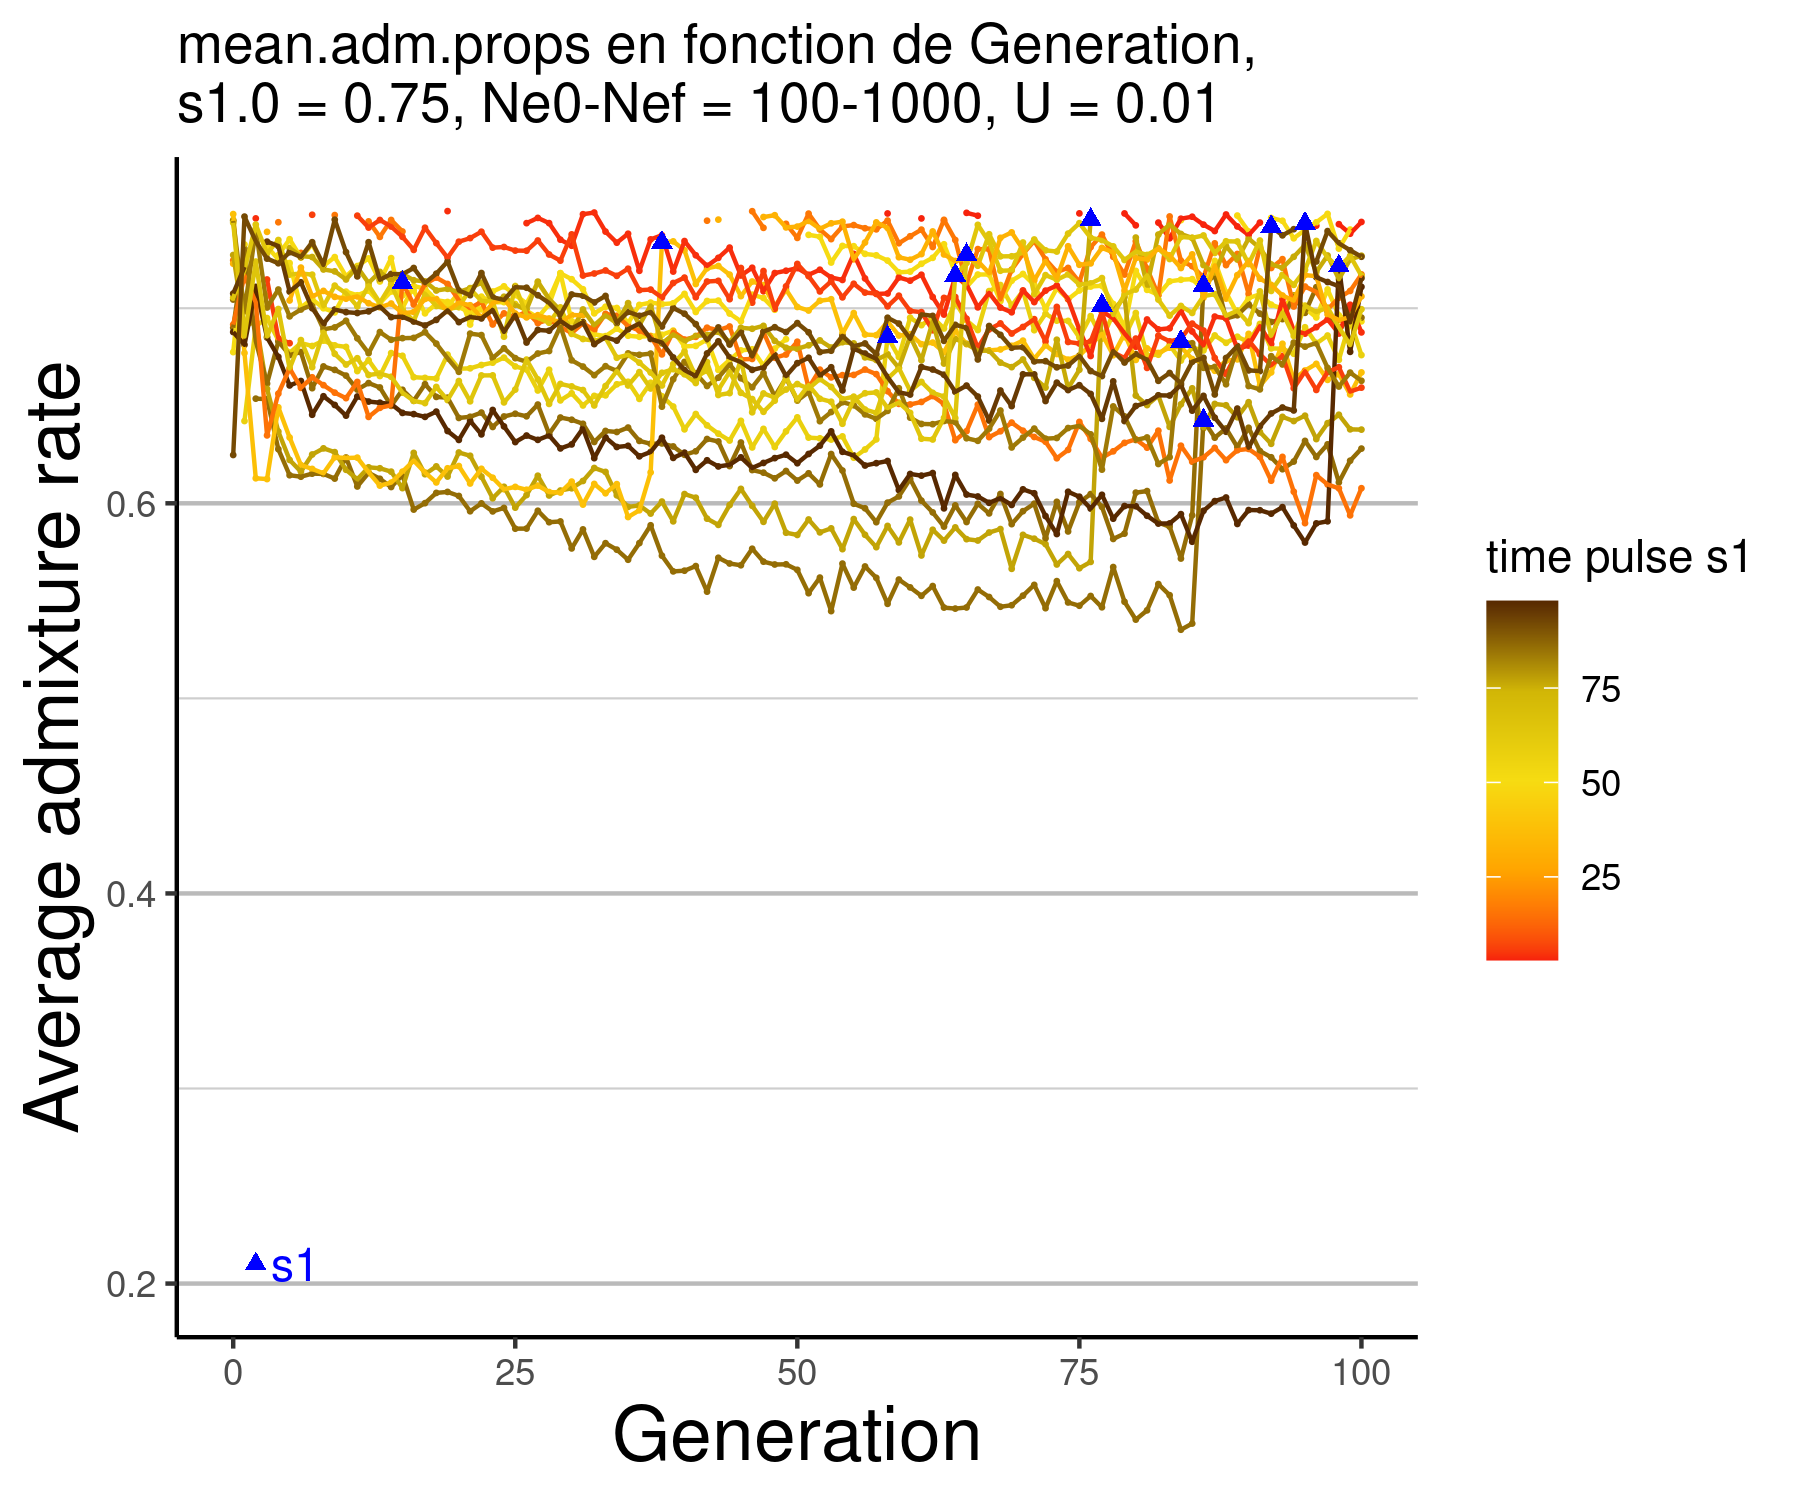 mean.adm.props en fonction de Generation,
s1.0 = 0.75, Ne0-Nef = 100-1000, U = 0.01
Average admixture rate
0.6
0.4
0.2
s1
0
25
50
75
100
Generation
time pulse s1
75
50
25